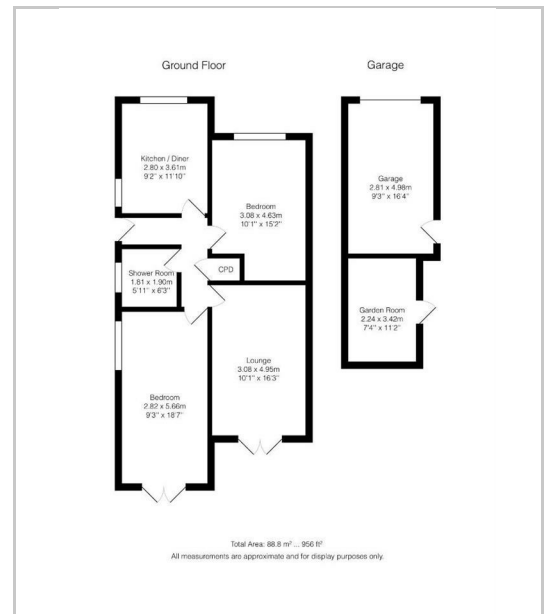 Ground Floor
Garage
Kitchen / Diner
2.80 x 3.61m
9'2" x 11'10"
Bedroom
3.08 x 4.63m
10'1" x 15'2"
Garage
2.81 x 4.98m
9'3" x 16'4"
CPD
Shower Room
1.81 x 1.90m
5'11" x 6'3"
Garden Room
2.24 x 3.42m
7'4" x 11'2"
Lounge
3.08 x 4.95m
10'1" x 16'3"
Bedroom
2.82 x 5.66m
9'3" x 18'7"
Total Area: 88.8 m² ... 956 ft²
All measurements are approximate and for display purposes only.